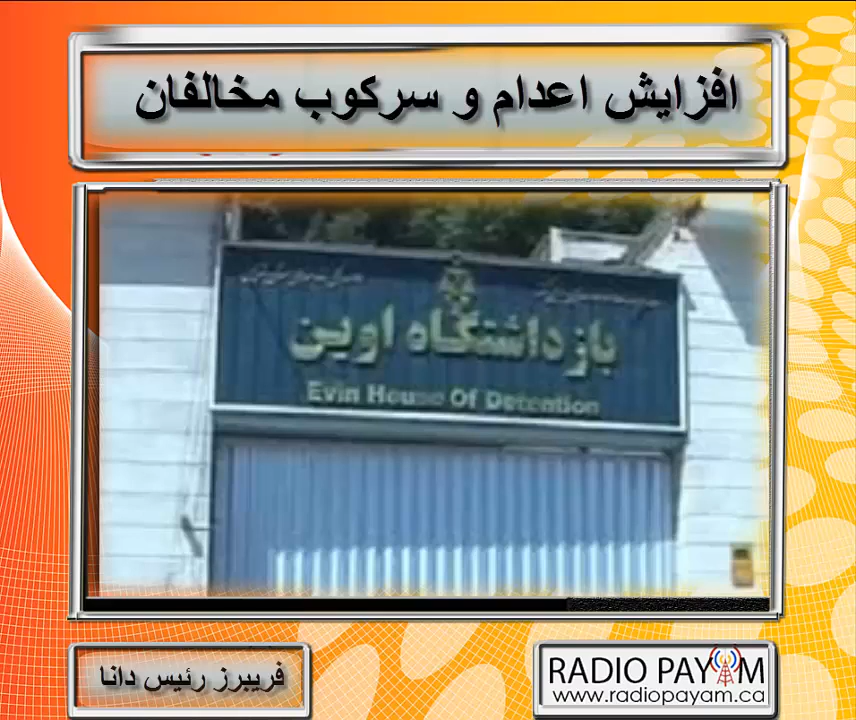 افزایش اعدام و سرکوب مخالفان
بازداشتگاه اوین
Evin House Of Detention
فریبرز رئیس دانا
RADIO PAYAM
www.radiopayam.ca